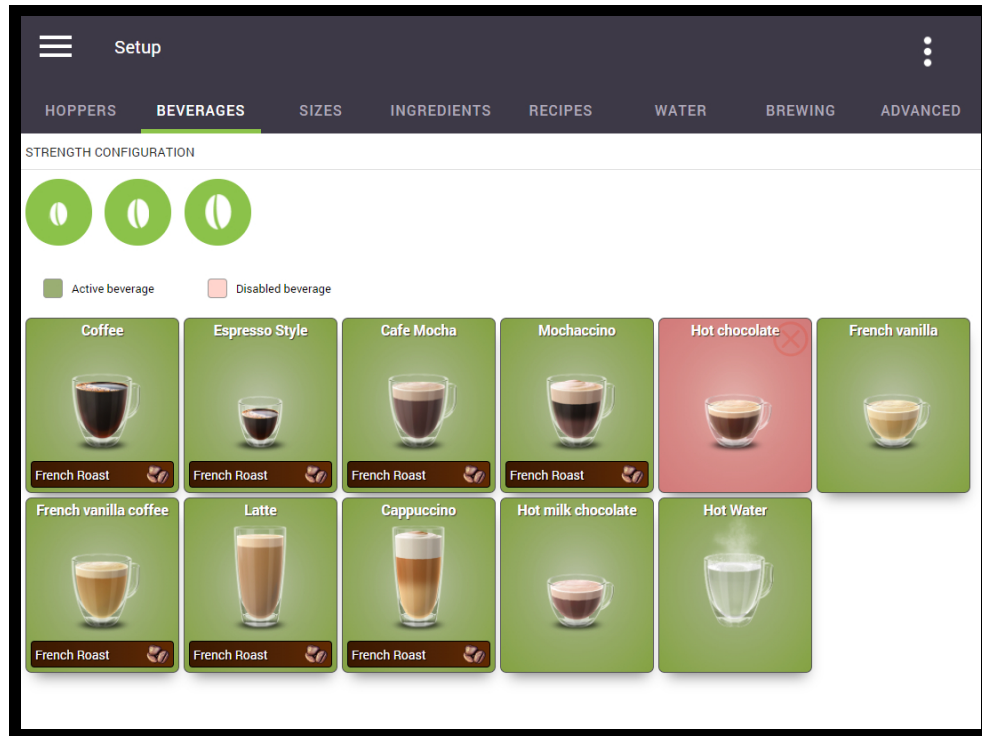 Setup
HOPPERS BEVERAGES SIZES INGREDIENTS RECIPES WATER BREWING ADVANCED
STRENGTH CONFIGURATION
Active beverage Disabled beverage
Coffee Espresso Style Cafe Mocha Mochaccino Hot chocolate French vanilla
French Roast French Roast French Roast French Roast
French vanilla coffee Latte Cappuccino Hot milk chocolate Hot Water
French Roast French Roast French Roast